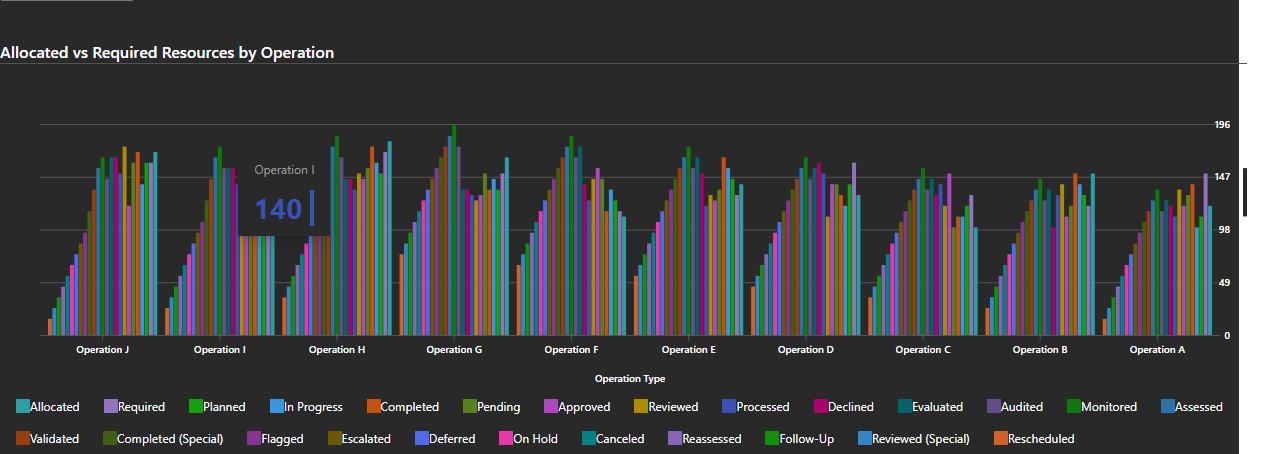 Allocated vs Required Resources by Operation
196
Operation I
140
147
98
49
0
Operation J Operation I Operation H Operation G Operation F Operation E Operation D Operation C Operation B Operation A
Operation Type
Allocated Required Planned In Progress Completed Pending Approved Reviewed Processed Declined Evaluated Audited Monitored Assessed
Validated Completed (Special) Flagged Escalated Deferred On Hold Canceled Reassessed Follow-Up Reviewed (Special) Rescheduled